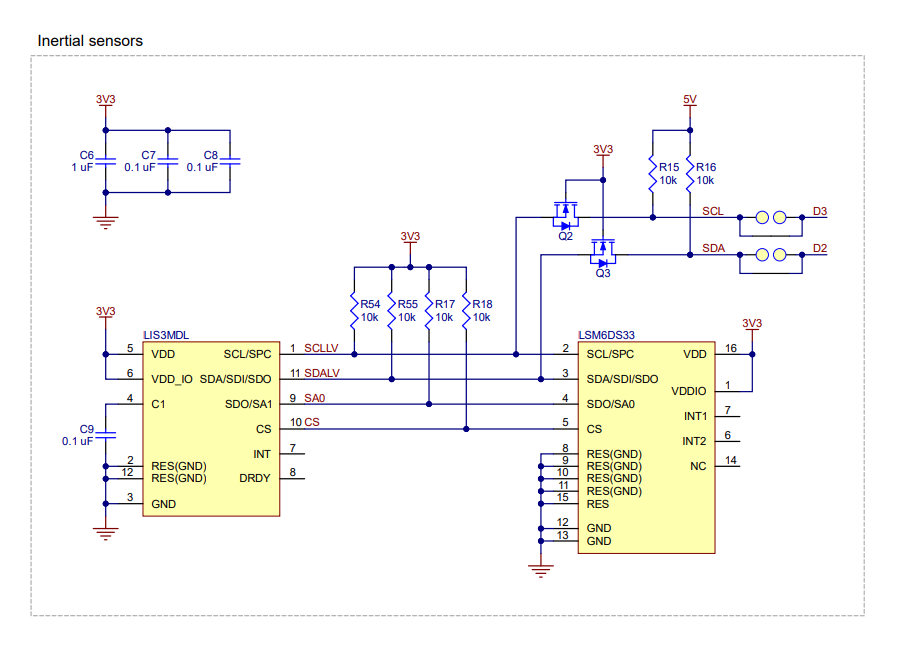 Inertial sensors
3V3
C6
1 uF
C7
0.1 uF
C8
0.1 uF
5V
3V3
R15
10k
R16
10k
Q2
Q3
SCL
D3
SDA
D2
3V3
R54
10k
R55
10k
R17
10k
R18
10k
3V3
LIS3MDL
5 VDD
6 VDD_IO
4 C1
C9
0.1 uF
2 RES(GND)
12 RES(GND)
3 GND
SCL/SPC 1 SCLLV
SDA/SDI/SDO 11 SDALV
SDO/SA1 9 SA0
CS 10 CS
INT 7
DRDY 8
LSM6DS33
2 SCL/SPC
3 SDA/SDI/SDO
4 SDO/SA0
5 CS
8 RES(GND)
9 RES(GND)
10 RES(GND)
11 RES(GND)
15 RES
12 GND
13 GND
3V3
VDD 16
VDDIO 1
INT1 7
INT2 6
NC 14